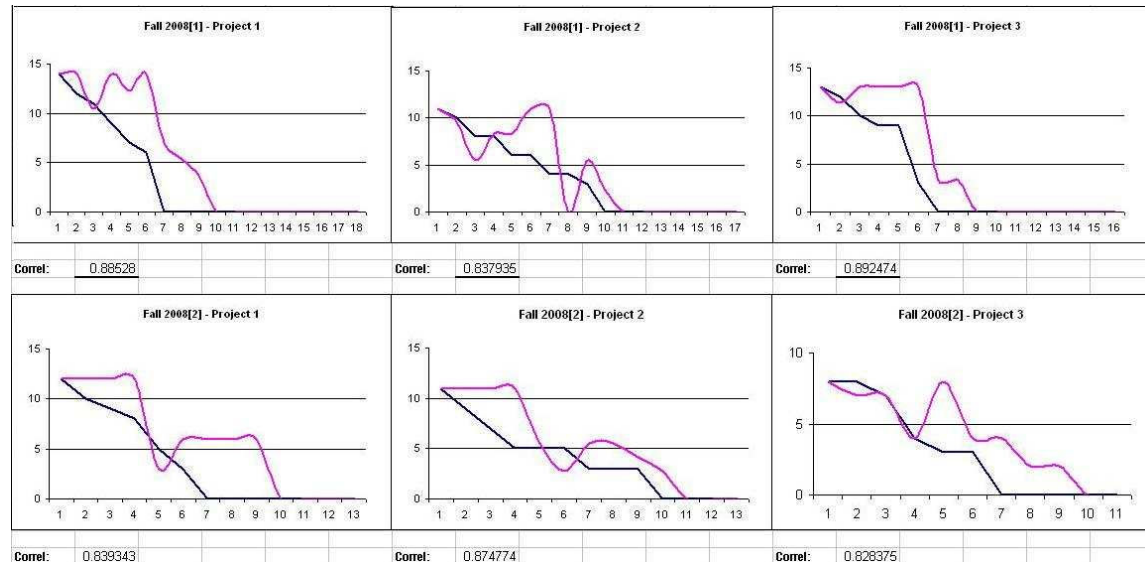 Fall 2008[1] - Project 1
15
10
5
0
1 2 3 4 5 6 7 8 9 10 11 12 13 14 15 16 17 18
Correl: 0.88528
Fall 2008[1] - Project 2
15
10
5
0
1 2 3 4 5 6 7 8 9 10 11 12 13 14 15 16 17
Correl: 0.837935
Fall 2008[1] - Project 3
15
10
5
0
1 2 3 4 5 6 7 8 9 10 11 12 13 14 15 16
Correl: 0.892474
Fall 2008[2] - Project 1
15
10
5
0
1 2 3 4 5 6 7 8 9 10 11 12 13
Correl: 0.839343
Fall 2008[2] - Project 2
15
10
5
0
1 2 3 4 5 6 7 8 9 10 11 12 13
Correl: 0.874774
Fall 2008[2] - Project 3
10
5
0
1 2 3 4 5 6 7 8 9 10 11
Correl: 0.828375